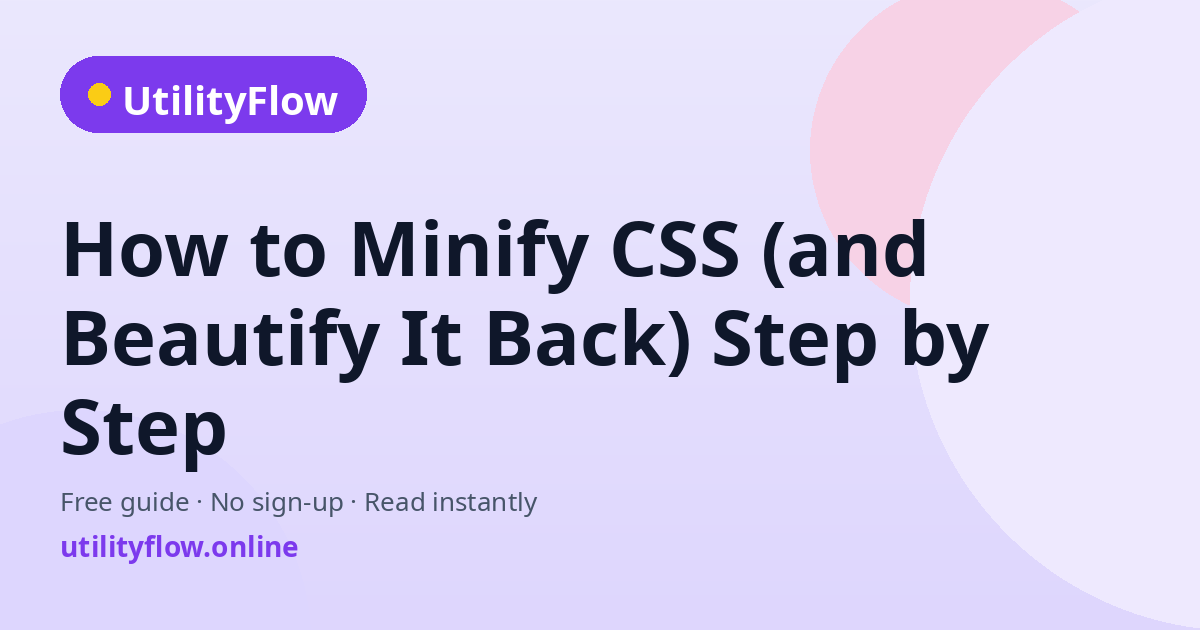 UtilityFlow
How to Minify CSS (and
Beautify It Back) Step by
Step
Free guide · No sign-up · Read instantly
utilityflow.online